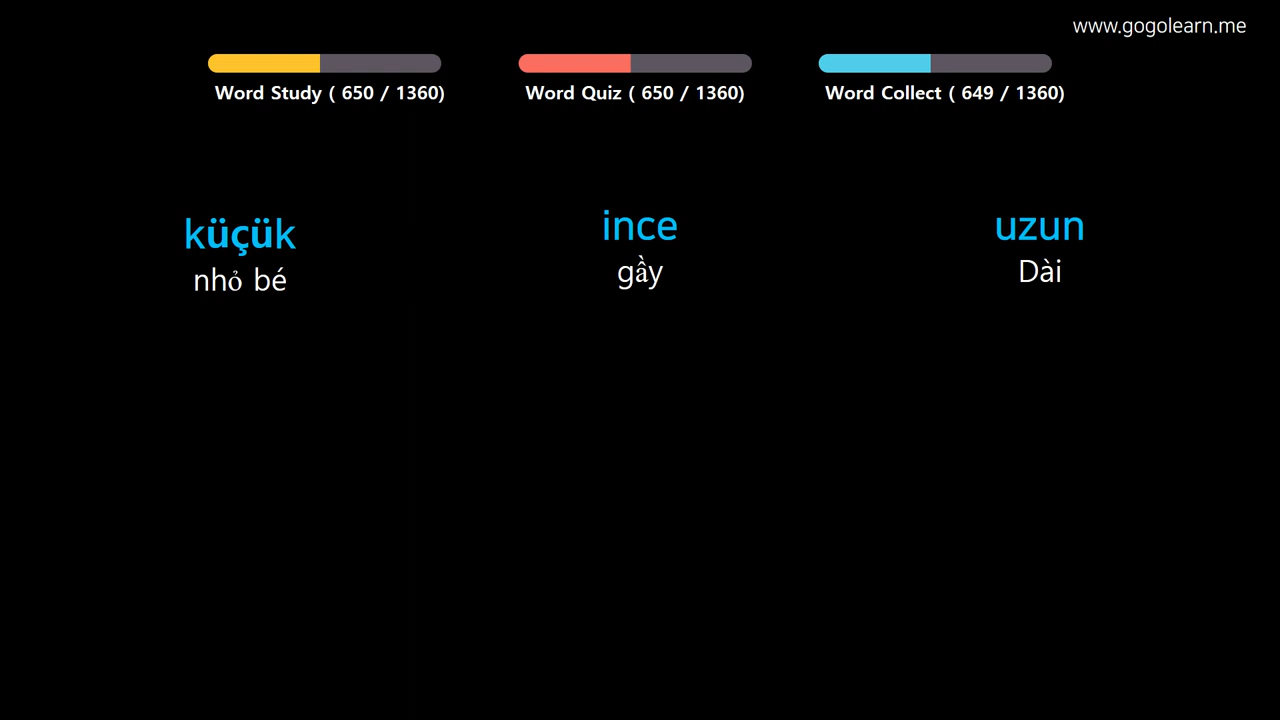 www.gogolearn.me
Word Study ( 650 / 1360)
Word Quiz ( 650 / 1360)
Word Collect ( 649 / 1360)
küçük
nhỏ bé
ince
gầy
uzun
Dài